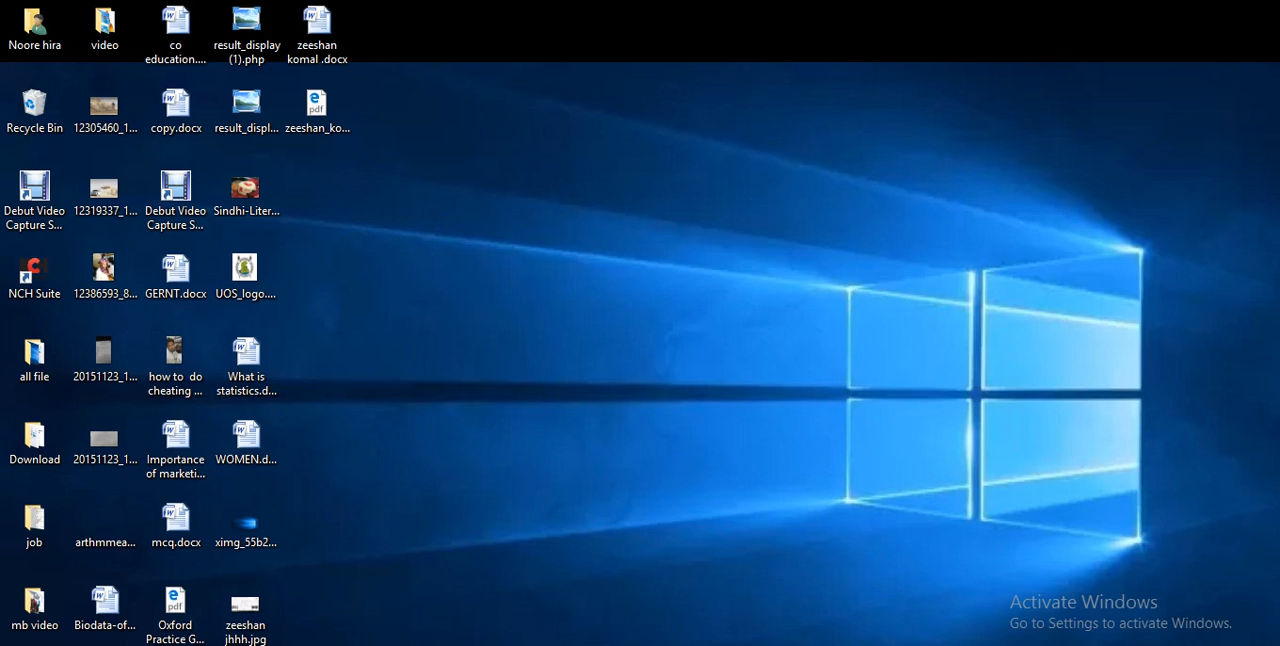 Noore hira
video
co
education....
result_display
(1).php
zeeshan
komal .docx
Recycle Bin
12305460_1...
copy.docx
result_displ...
zeeshan_ko...
pdf
Debut Video
Capture S...
12319337_1...
Debut Video
Capture S...
Sindhi-Liter...
NCH Suite
12386593_8...
GERNT.docx
UOS_logo....
all file
20151123_1...
how to do
cheating ...
What is
statistics.d...
Download
20151123_1...
Importance
of marketi...
WOMEN.d...
job
arthmmea...
mcq.docx
ximg_55b2...
mb video
Biodata-of...
pdf
Oxford
Practice G...
zeeshan
jhhh.jpg
Activate Windows
Go to Settings to activate Windows.